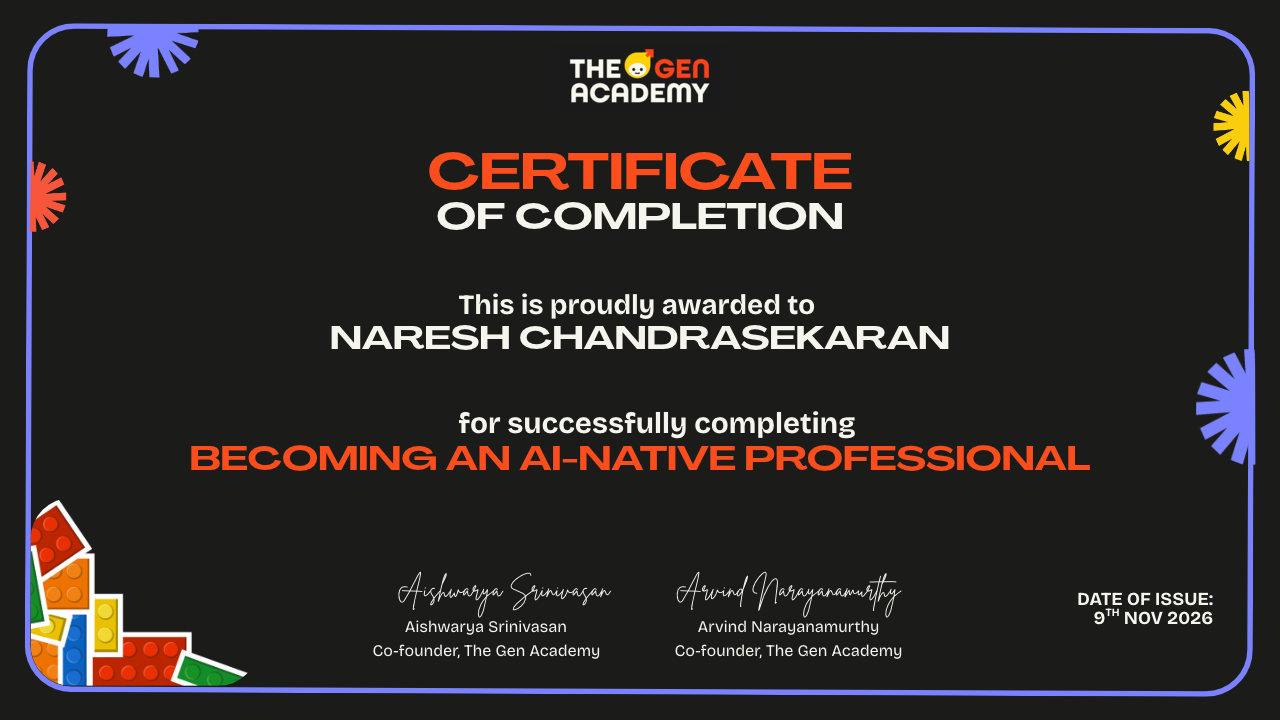 THE GEN
ACADEMY
CERTIFICATE
OF COMPLETION
This is proudly awarded to
NARESH CHANDRASEKARAN
for successfully completing
BECOMING AN AI-NATIVE PROFESSIONAL
Aishwarya Srinivasan
Aishwarya Srinivasan
Co-founder, The Gen Academy
Arvind Narayanamurthy
Arvind Narayanamurthy
Co-founder, The Gen Academy
DATE OF ISSUE:
9TH NOV 2026